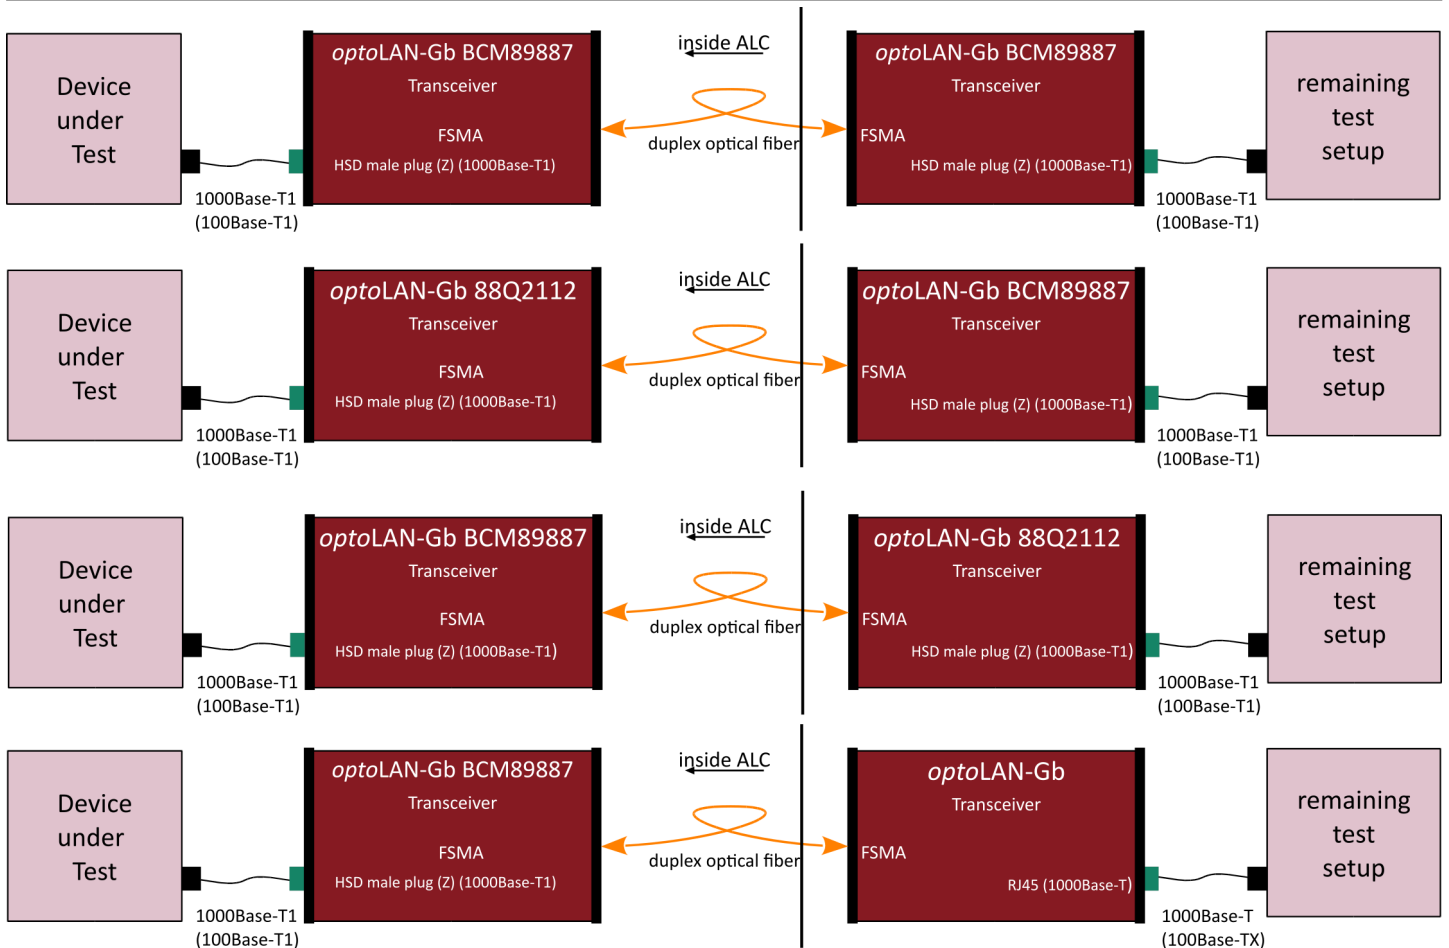 Device
under
Test
1000Base-T1
(100Base-T1)
optoLAN-Gb BCM89887
Transceiver
FSMA
HSD male plug (Z) (1000Base-T1)
inside ALC
duplex optical fiber
optoLAN-Gb BCM89887
Transceiver
FSMA
HSD male plug (Z) (1000Base-T1)
1000Base-T1
(100Base-T1)
remaining
test
setup
Device
under
Test
1000Base-T1
(100Base-T1)
optoLAN-Gb 88Q2112
Transceiver
FSMA
HSD male plug (Z) (1000Base-T1)
inside ALC
duplex optical fiber
optoLAN-Gb BCM89887
Transceiver
FSMA
HSD male plug (Z) (1000Base-T1)
1000Base-T1
(100Base-T1)
remaining
test
setup
Device
under
Test
1000Base-T1
(100Base-T1)
optoLAN-Gb BCM89887
Transceiver
FSMA
HSD male plug (Z) (1000Base-T1)
inside ALC
duplex optical fiber
optoLAN-Gb 88Q2112
Transceiver
FSMA
HSD male plug (Z) (1000Base-T1)
1000Base-T1
(100Base-T1)
remaining
test
setup
Device
under
Test
1000Base-T1
(100Base-T1)
optoLAN-Gb BCM89887
Transceiver
FSMA
HSD male plug (Z) (1000Base-T1)
inside ALC
duplex optical fiber
optoLAN-Gb
Transceiver
FSMA
RJ45 (1000Base-T)
1000Base-T
(100Base-TX)
remaining
test
setup